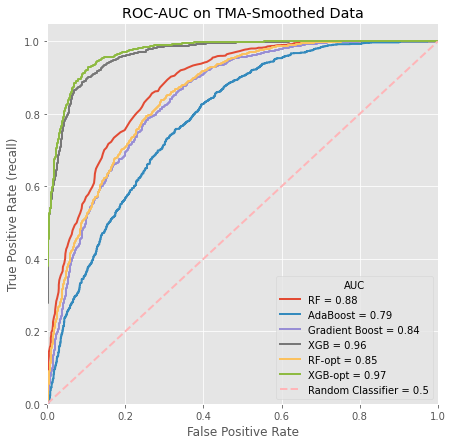 ROC-AUC on TMA-Smoothed Data
True Positive Rate (recall)
1.0
0.8
0.6
0.4
0.2
0.0
AUC
RF = 0.88
AdaBoost = 0.79
Gradient Boost = 0.84
XGB = 0.96
RF-opt = 0.85
XGB-opt = 0.97
Random Classifier = 0.5
0.0 0.2 0.4 0.6 0.8 1.0
False Positive Rate